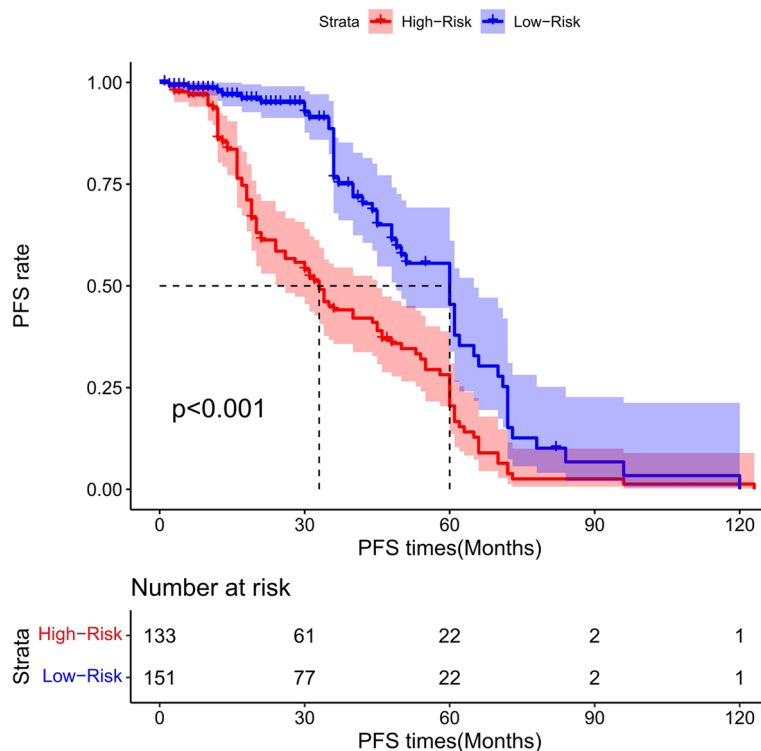 Strata High−Risk Low−Risk
1.00
0.75
0.50
0.25
0.00
PFS rate
p<0.001
0 30 60 90 120
PFS times(Months)
Number at risk
Strata
High−Risk 133 61 22 2 1
Low−Risk 151 77 22 2 1
0 30 60 90 120
PFS times(Months)